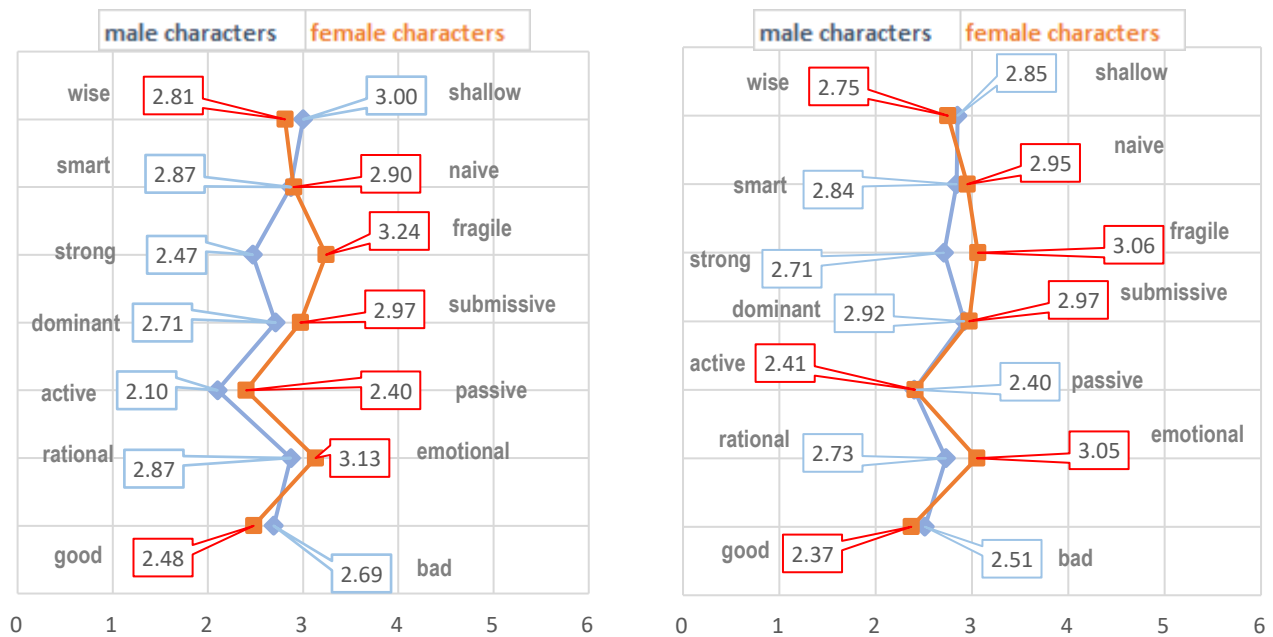 male characters female characters
wise 2.81 3.00 shallow
smart 2.87 2.90 naive
strong 2.47 3.24 fragile
dominant 2.71 2.97 submissive
active 2.10 2.40 passive
rational 2.87 3.13 emotional
good 2.48 2.69 bad
0 1 2 3 4 5 6
male characters female characters
wise 2.75 2.85 shallow
smart 2.84 2.95 naive
strong 2.71 3.06 fragile
dominant 2.92 2.97 submissive
active 2.41 2.40 passive
rational 2.73 3.05 emotional
good 2.37 2.51 bad
0 1 2 3 4 5 6